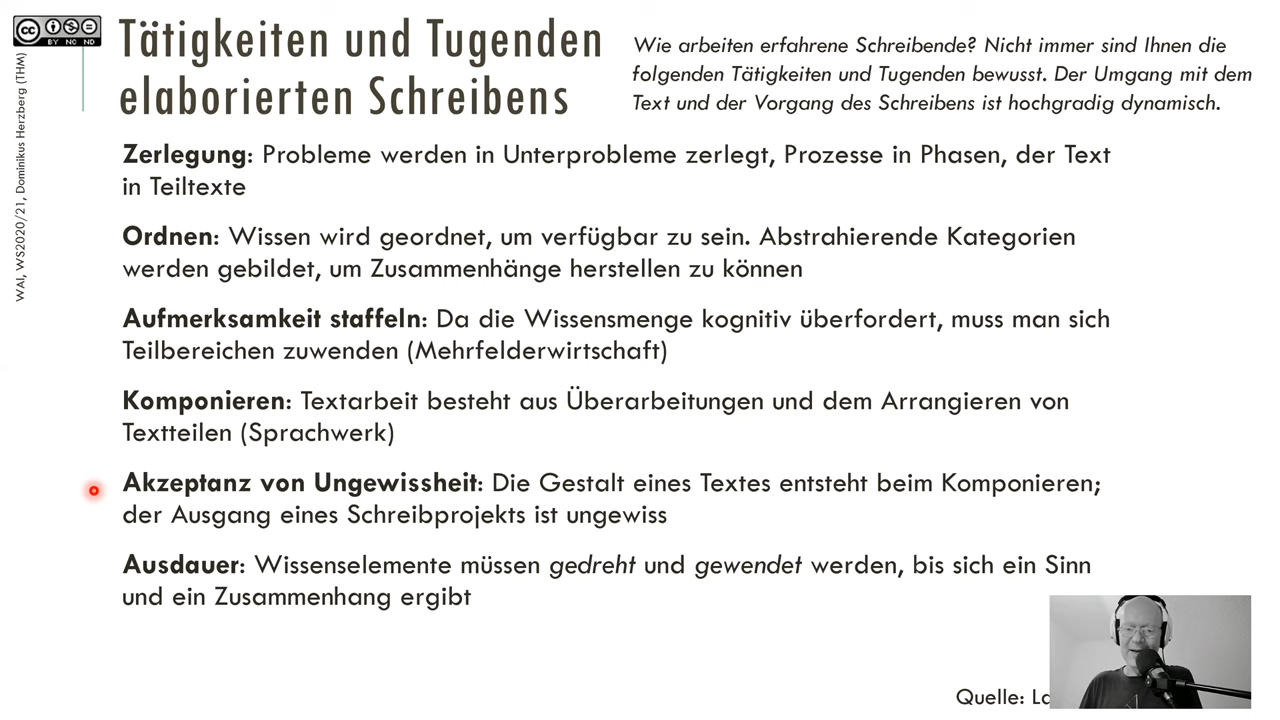 cc BY NC ND
WAI, WS2020/21, Dominikus Herzberg (THM)
Tätigkeiten und Tugenden
elaborierten Schreibens
Wie arbeiten erfahrene Schreibende? Nicht immer sind Ihnen die
folgenden Tätigkeiten und Tugenden bewusst. Der Umgang mit dem
Text und der Vorgang des Schreibens ist hochgradig dynamisch.
Zerlegung: Probleme werden in Unterprobleme zerlegt, Prozesse in Phasen, der Text
in Teiltexte
Ordnen: Wissen wird geordnet, um verfügbar zu sein. Abstrahierende Kategorien
werden gebildet, um Zusammenhänge herstellen zu können
Aufmerksamkeit staffeln: Da die Wissensmenge kognitiv überfordert, muss man sich
Teilbereichen zuwenden (Mehrfelderwirtschaft)
Komponieren: Textarbeit besteht aus Überarbeitungen und dem Arrangieren von
Textteilen (Sprachwerk)
Akzeptanz von Ungewissheit: Die Gestalt eines Textes entsteht beim Komponieren;
der Ausgang eines Schreibprojekts ist ungewiss
Ausdauer: Wissenselemente müssen gedreht und gewendet werden, bis sich ein Sinn
und ein Zusammenhang ergibt
Quelle: